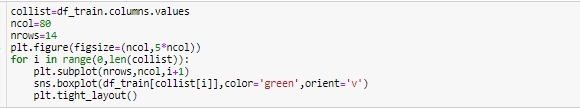 collist=df_train.columns.values
ncol=80
nrows=14
plt.figure(figsize=(ncol,5*ncol))
for i in range(0,len(collist)):
    plt.subplot(nrows,ncol,i+1)
    sns.boxplot(df_train[collist[i]],color='green',orient='v')
    plt.tight_layout()